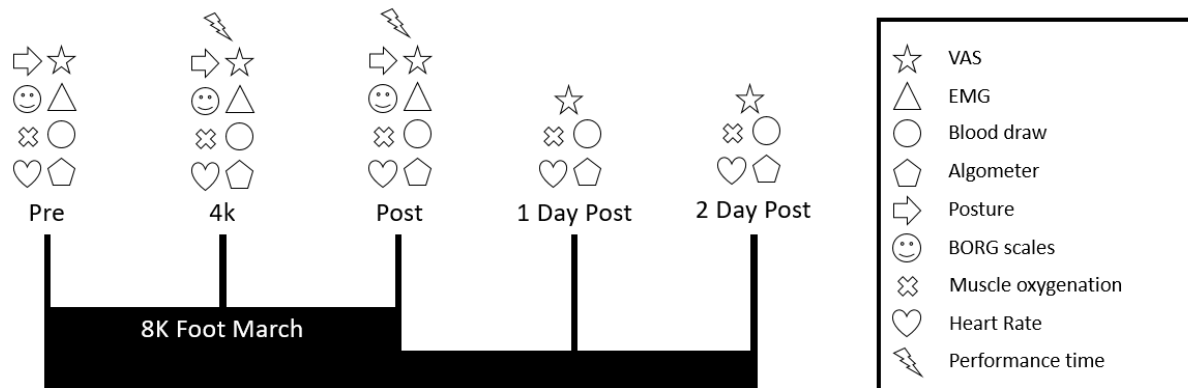 Pre
4k
Post
1 Day Post
2 Day Post
8K Foot March
VAS
EMG
Blood draw
Algometer
Posture
BORG scales
Muscle oxygenation
Heart Rate
Performance time